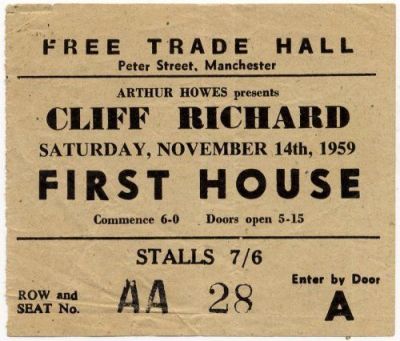 FREE TRADE HALL
Peter Street, Manchester
ARTHUR HOWES presents
CLIFF RICHARD
SATURDAY, NOVEMBER 14th, 1959
FIRST HOUSE
Commence 6-0 Doors open 5-15
STALLS 7/6
ROW and SEAT No. AA 28
Enter by Door A